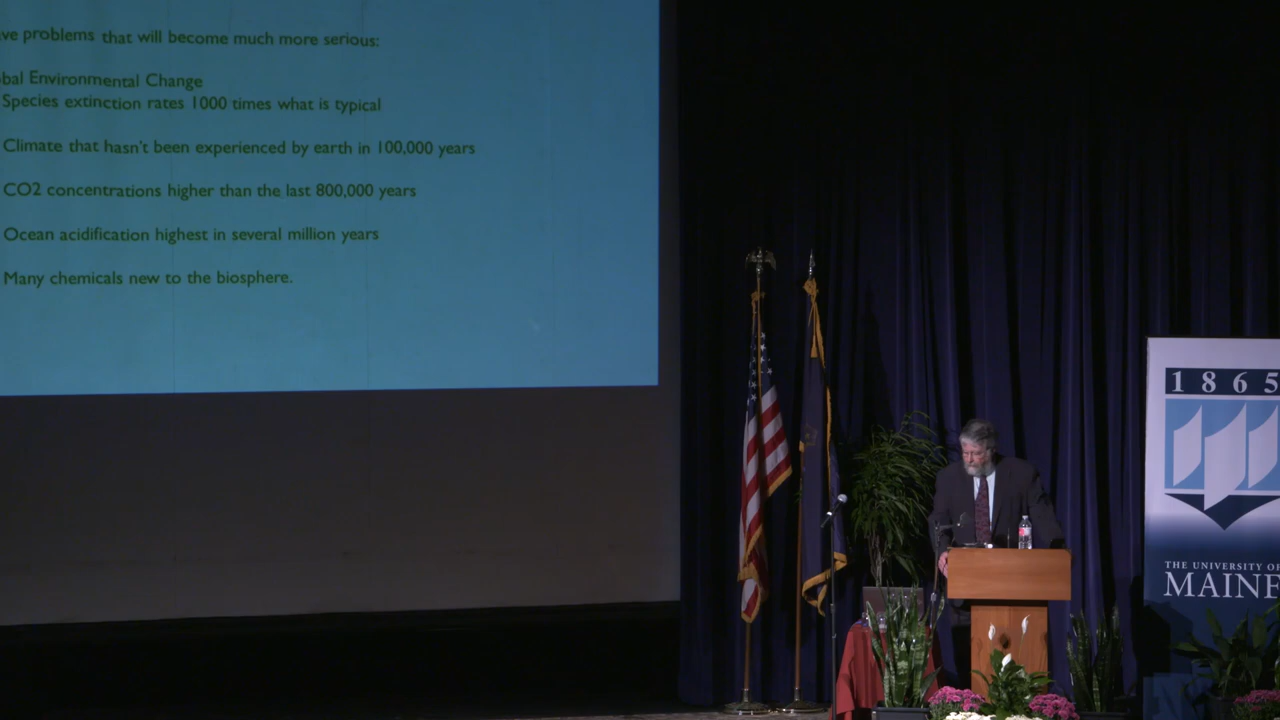 ve problems that will become much more serious:
bal Environmental Change
Species extinction rates 1000 times what is typical
Climate that hasn't been experienced by earth in 100,000 years
CO2 concentrations higher than the last 800,000 years
Ocean acidification highest in several million years
Many chemicals new to the biosphere.
1865
THE UNIVERSITY OF
MAINE